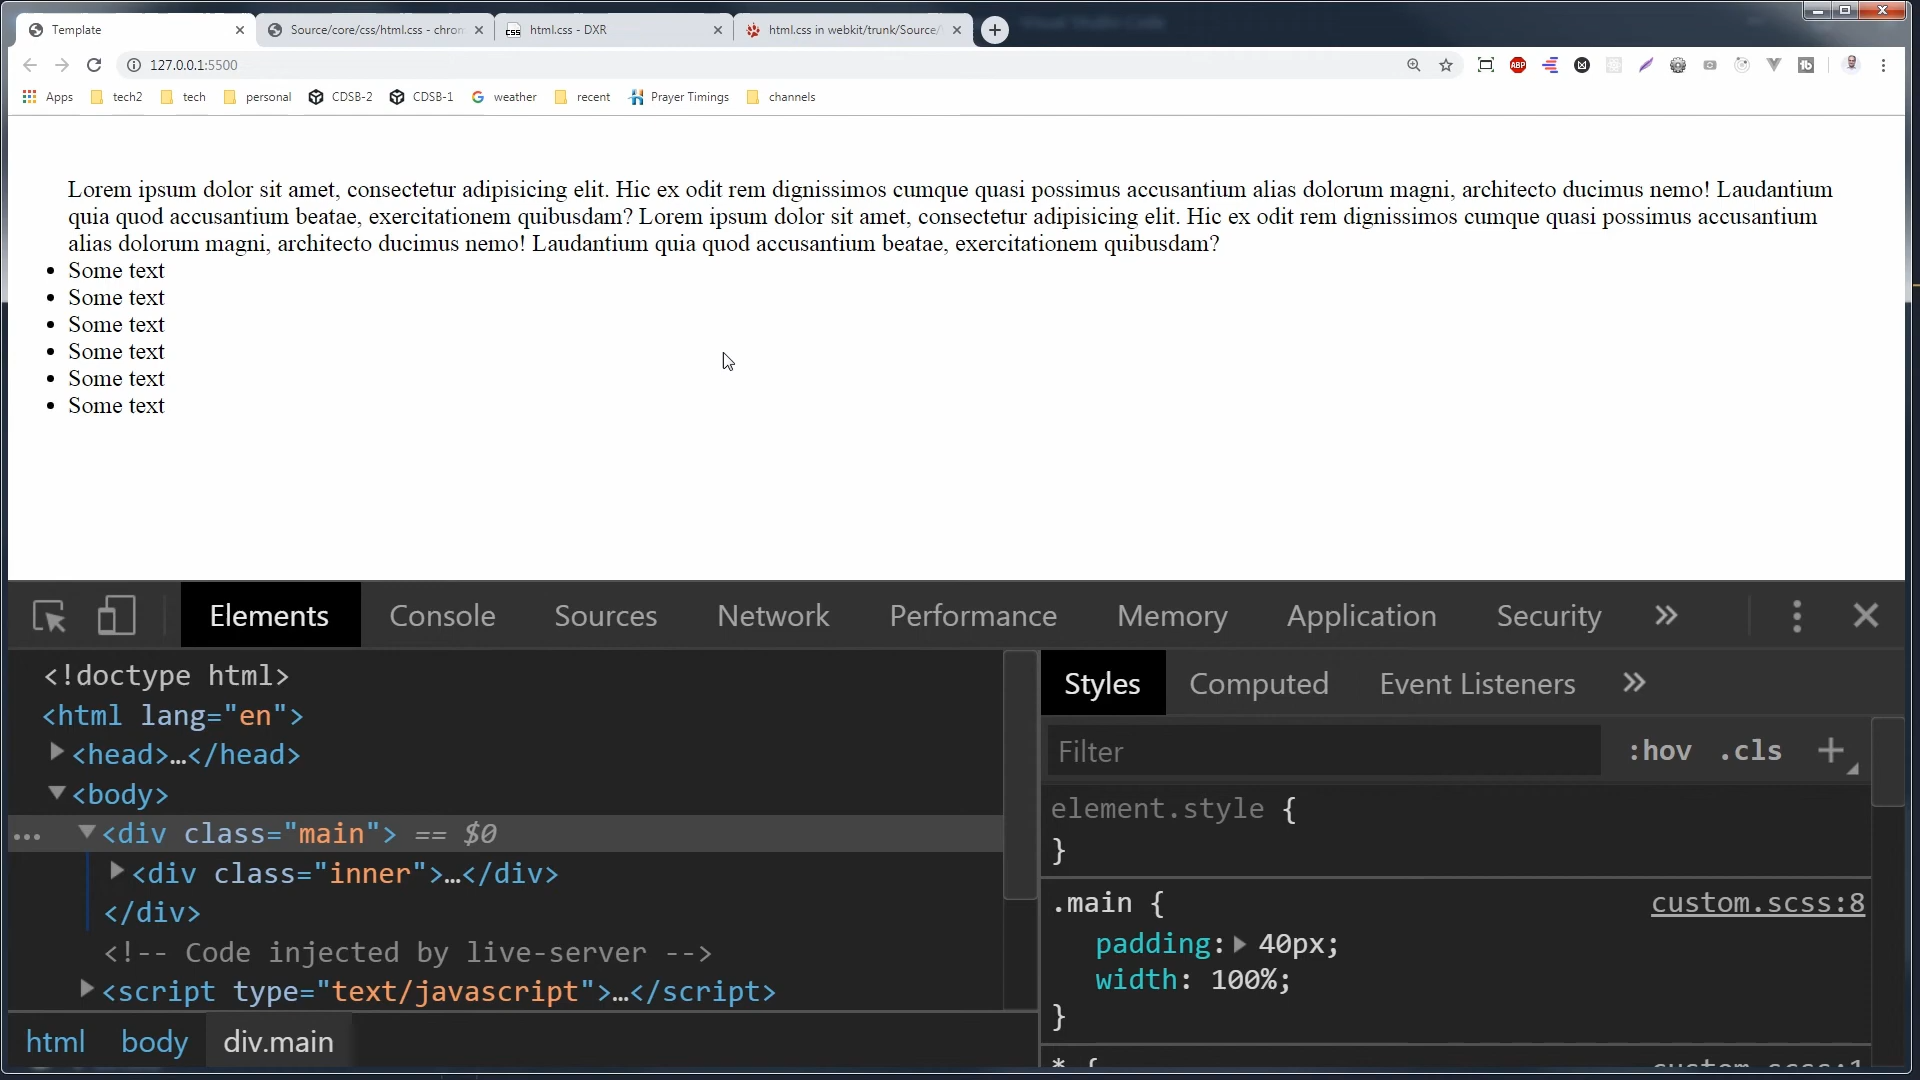 Template
Source/core/css/html.css - chrom
html.css - DXR
html.css in webkit/trunk/Source/
127.0.0.1:5500
ABP
Apps
tech2
tech
personal
CDSB-2
CDSB-1
weather
recent
Prayer Timings
channels
Lorem ipsum dolor sit amet, consectetur adipisicing elit. Hic ex odit rem dignissimos cumque quasi possimus accusantium alias dolorum magni, architecto ducimus nemo! Laudantium
quia quod accusantium beatae, exercitationem quibusdam? Lorem ipsum dolor sit amet, consectetur adipisicing elit. Hic ex odit rem dignissimos cumque quasi possimus accusantium
alias dolorum magni, architecto ducimus nemo! Laudantium quia quod accusantium beatae, exercitationem quibusdam?
• Some text
• Some text
• Some text
• Some text
• Some text
• Some text
Elements
Console
Sources
Network
Performance
Memory
Application
Security
»
<!doctype html>
<html lang="en">
<head>…</head>
<body>
<div class="main"> == $0
<div class="inner">…</div>
</div>
<!-- Code injected by live-server -->
<script type="text/javascript">…</script>
html
body
div.main
Styles
Computed
Event Listeners
»
Filter
:hov
.cls
+
element.style {
}
.main {
custom.scss:8
padding: 40px;
width: 100%;
}
* {
custom.scss:1